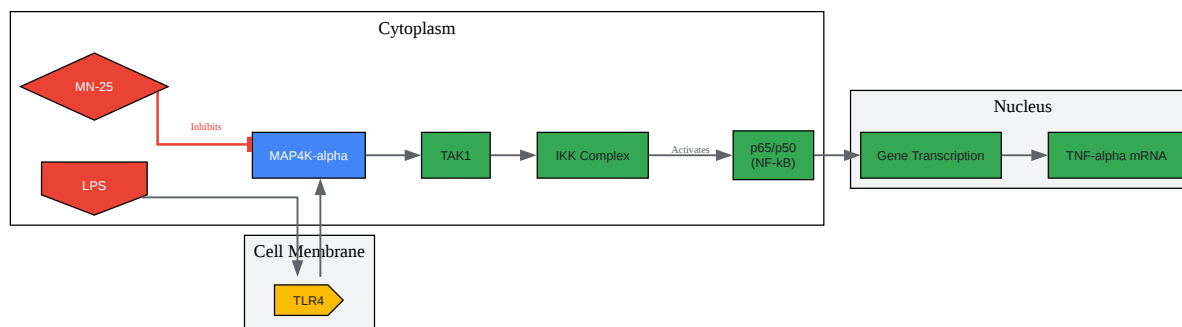 Cytoplasm
MN-25
Inhibits
LPS
MAP4K-alpha
TAK1
IKK Complex
Activates
p65/p50
(NF-kB)
Nucleus
Gene Transcription
TNF-alpha mRNA
Cell Membrane
TLR4